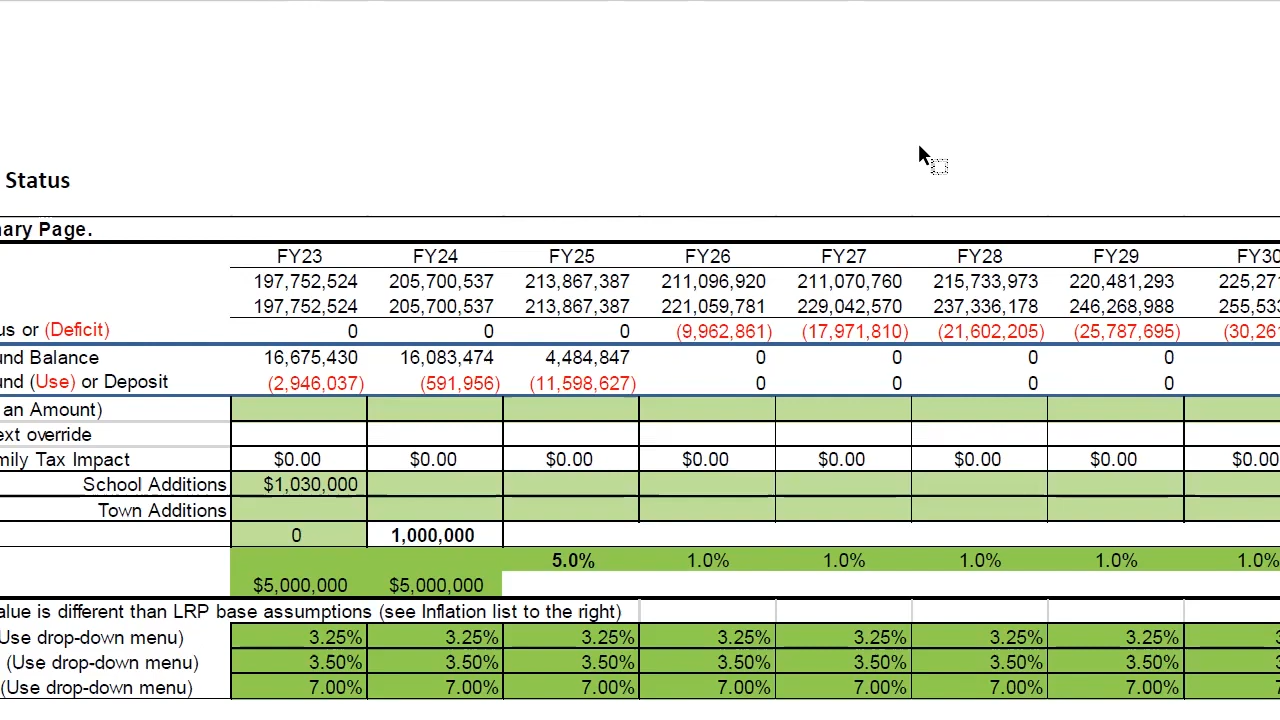 Status
ary Page.
FY23 FY24 FY25 FY26 FY27 FY28 FY29 FY30
197,752,524 205,700,537 213,867,387 211,096,920 211,070,760 215,733,973 220,481,293 225,27
197,752,524 205,700,537 213,867,387 221,059,781 229,042,570 237,336,178 246,268,988 255,53
us or (Deficit) 0 0 0 (9,962,861) (17,971,810) (21,602,205) (25,787,695) (30,26
und Balance 16,675,430 16,083,474 4,484,847 0 0 0 0
und (Use) or Deposit (2,946,037) (591,956) (11,598,627) 0 0 0 0
an Amount)
ext override
mily Tax Impact $0.00 $0.00 $0.00 $0.00 $0.00 $0.00 $0.00 $0.00
School Additions $1,030,000
Town Additions
0 1,000,000
5.0% 1.0% 1.0% 1.0% 1.0% 1.0%
$5,000,000 $5,000,000
alue is different than LRP base assumptions (see Inflation list to the right)
Use drop-down menu) 3.25% 3.25% 3.25% 3.25% 3.25% 3.25% 3.25%
(Use drop-down menu) 3.50% 3.50% 3.50% 3.50% 3.50% 3.50% 3.50%
(Use drop-down menu) 7.00% 7.00% 7.00% 7.00% 7.00% 7.00% 7.00%